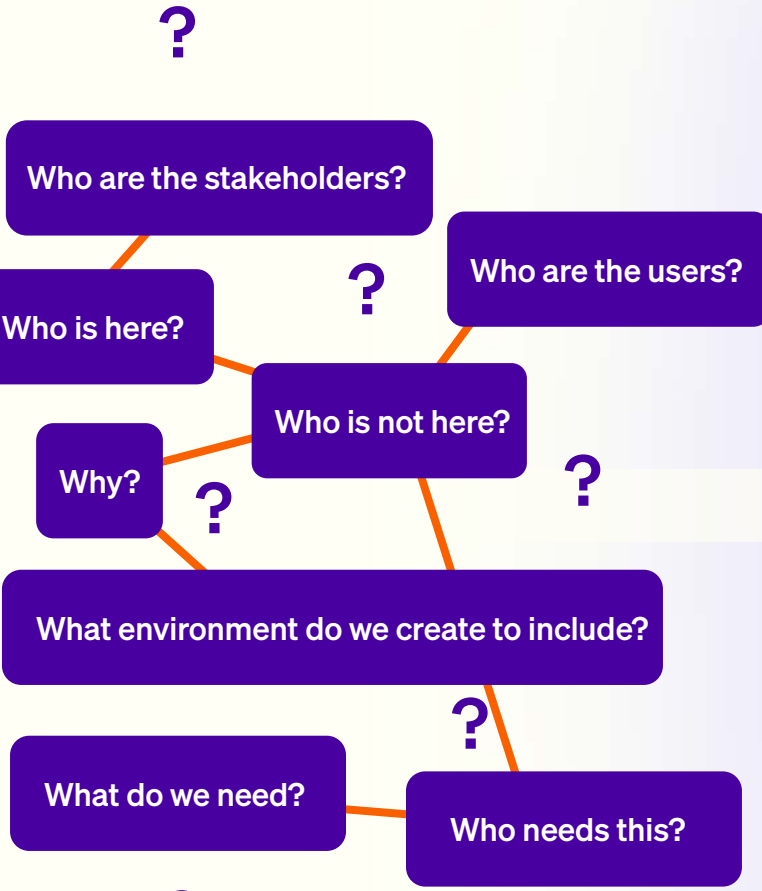 ?
Who are the stakeholders?
Who are the users?
?
Who is here?
Who is not here?
Why?
?
?
What environment do we create to include?
?
What do we need?
Who needs this?